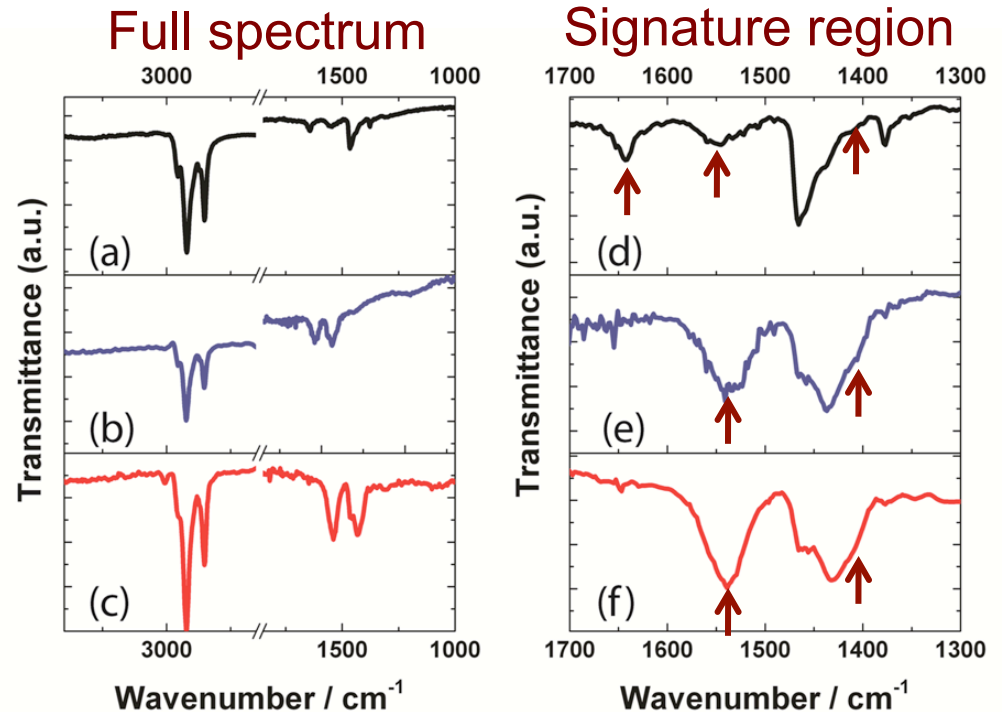 Full spectrum
Signature region
3000 1500 1000
1700 1600 1500 1400 1300
Transmittance (a.u.)
Transmittance (a.u.)
(a)
(d)
(b)
(e)
(c)
(f)
3000 1500 1000
1700 1600 1500 1400 1300
Wavenumber / cm⁻¹
Wavenumber / cm⁻¹